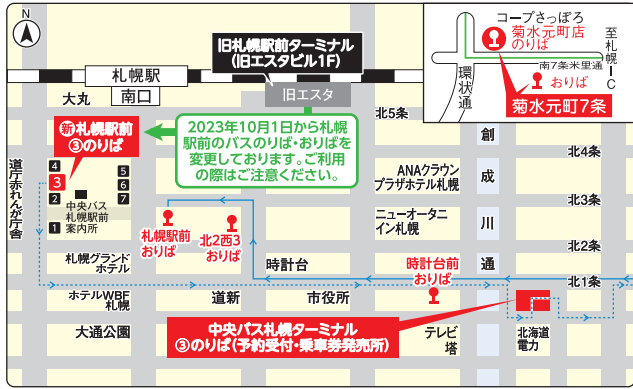 N
旧札幌駅前ターミナル
(旧エスタビル1F)
札幌駅
南口
旧エスタ
大丸
コープさっぽろ
菊水元町店
のりば
至札幌IC
南7条米里通
環状通
おりば
菊水元町7条
新札幌駅前
③のりば
2023年10月1日から札幌
駅前のバスのりば・おりばを
変更しております。ご利用
の際はご注意ください。
北5条
創成川通
北4条
道庁赤れんが庁舎
4
3
2
1
5
6
7
中央バス
札幌駅前
案内所
ANAクラウン
プラザホテル札幌
北3条
ニューオータニ
イン札幌
札幌駅前
おりば
北2西3
おりば
北2条
札幌グランド
ホテル
時計台
時計台前
おりば
北1条
ホテルWBF
札幌
道新
市役所
大通公園
中央バス札幌ターミナル
③のりば(予約受付・乗車券発売所)
テレビ
塔
北海道
電力